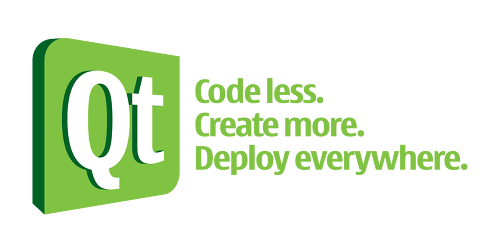 Qt
Code less.
Create more.
Deploy everywhere.